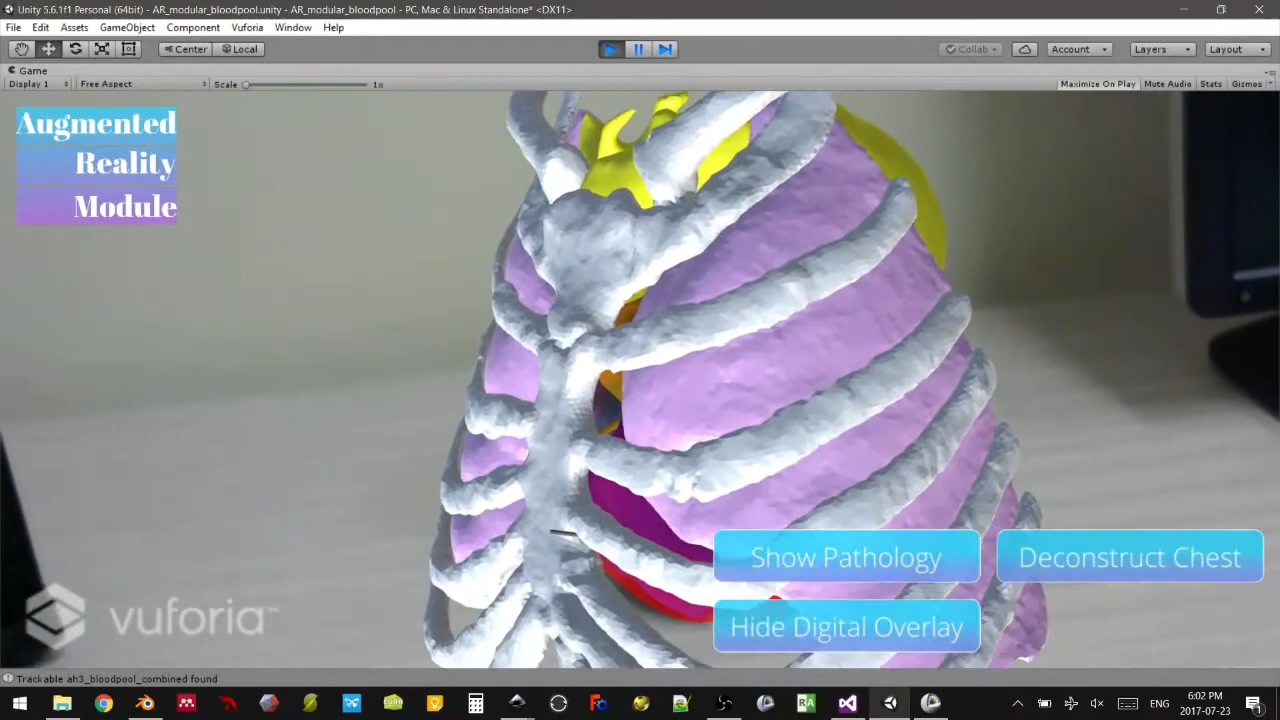 Unity 5.6.1f1 Personal (64bit) - AR_modular_bloodpool.unity - AR_modular_bloodpool - PC, Mac & Linux Standalone* <DX11>
File Edit Assets GameObject Component Vuforia Window Help
Center Local Collab Account Layers Layout
Game
Display 1 Free Aspect Scale 1x Maximize On Play Mute Audio Stats Gizmos
Augmented
Reality
Module
Show Pathology Deconstruct Chest
vuforia™
Hide Digital Overlay
Trackable ah3_bloodpool_combined found
RA ENG 6:02 PM
2017-07-23